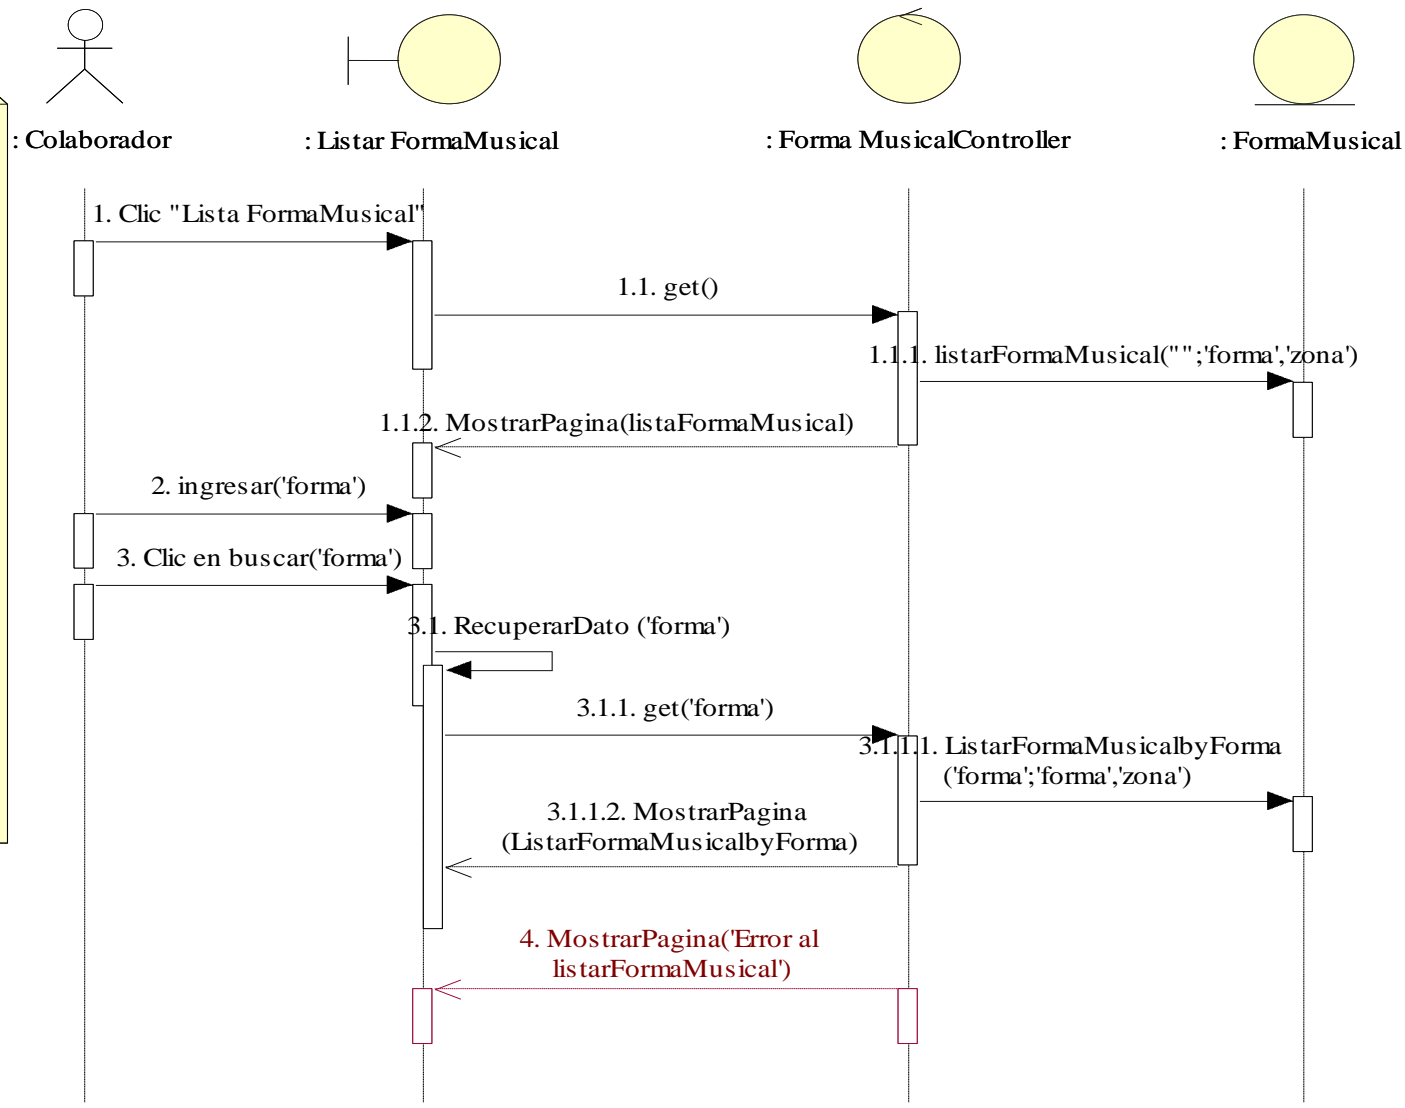 : Colaborador
: Listar FormaMusical
: Forma MusicalController
: FormaMusical
1. Clic "Lista FormaMusical"
1.1. get()
1.1.1. listarFormaMusical("";'forma','zona')
1.1.2. MostrarPagina(listaFormaMusical)
2. ingresar('forma')
3. Clic en buscar('forma')
3.1. RecuperarDato ('forma')
3.1.1. get('forma')
3.1.1.1. ListarFormaMusicalbyForma
('forma';'forma','zona')
3.1.1.2. MostrarPagina
(ListarFormaMusicalbyForma)
4. MostrarPagina('Error al
listarFormaMusical')